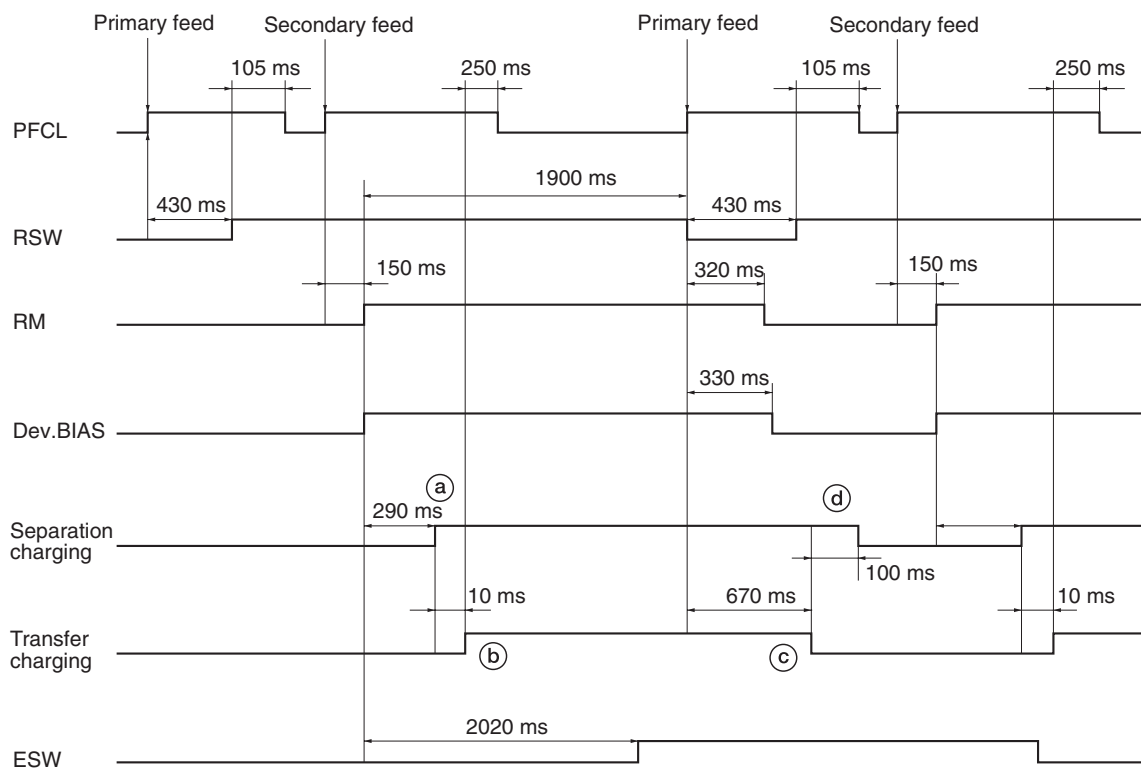 Primary feed
Secondary feed
Primary feed
Secondary feed
105 ms
250 ms
105 ms
250 ms
PFCL
1900 ms
430 ms
430 ms
RSW
150 ms
320 ms
150 ms
RM
330 ms
Dev.BIAS
a
d
290 ms
Separation
charging
100 ms
10 ms
670 ms
10 ms
Transfer
charging
b
c
2020 ms
ESW